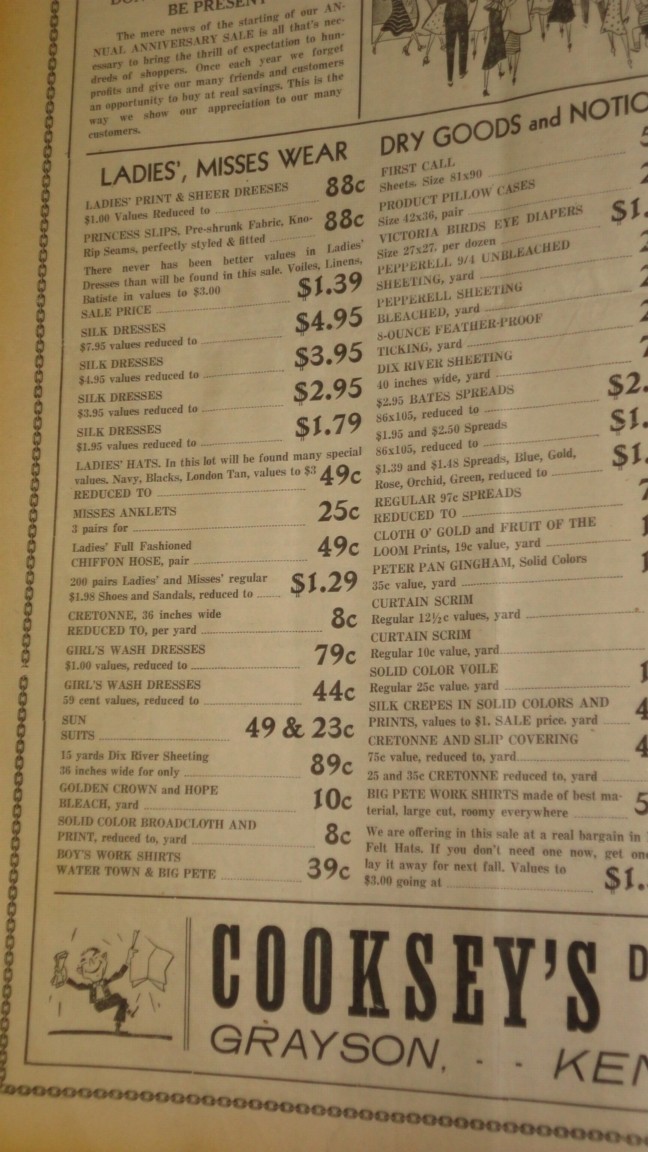 BE PRESENT
The mere news of the starting of our AN-
NUAL ANNIVERSARY SALE is all that's nec-
essary to bring the thrill of expectation to hun-
dreds of shoppers. Once each year we forget
profits and give our many friends and customers
an opportunity to buy at real savings. This is the
way we show our appreciation to our many
customers.
LADIES', MISSES WEAR
LADIES' PRINT & SHEER DREESES
$1.00 Values Reduced to 88c
PRINCESS SLIPS, Pre-shrunk Fabric, Kno-
Rip Seams, perfectly styled & fitted 88c
There never has been better values in Ladies'
Dresses than will be found in this sale. Voiles, Linens,
Batiste in values to $3.00
SALE PRICE $1.39
SILK DRESSES
$7.95 values reduced to $4.95
SILK DRESSES
$4.95 values reduced to $3.95
SILK DRESSES
$3.95 values reduced to $2.95
SILK DRESSES
$1.95 values reduced to $1.79
LADIES' HATS. In this lot will be found many special
values. Navy, Blacks, London Tan, values to $3
REDUCED TO 49c
MISSES ANKLETS
3 pairs for 25c
Ladies' Full Fashioned
CHIFFON HOSE, pair 49c
200 pairs Ladies' and Misses' regular
$1.98 Shoes and Sandals, reduced to $1.29
CRETONNE, 36 inches wide
REDUCED TO, per yard 8c
GIRL'S WASH DRESSES
$1.00 values, reduced to 79c
GIRL'S WASH DRESSES
59 cent values, reduced to 44c
SUN
SUITS 49 & 23c
15 yards Dix River Sheeting
36 inches wide for only 89c
GOLDEN CROWN and HOPE
BLEACH, yard 10c
SOLID COLOR BROADCLOTH AND
PRINT, reduced to, yard 8c
BOY'S WORK SHIRTS
WATER TOWN & BIG PETE 39c
DRY GOODS and NOTIO
FIRST CALL
Sheets. Size 81x90
PRODUCT PILLOW CASES
Size 42x36, pair
VICTORIA BIRDS EYE DIAPERS
Size 27x27, per dozen $1.
PEPPERELL 9/4 UNBLEACHED
SHEETING, yard
PEPPERELL SHEETING
BLEACHED, yard
8-OUNCE FEATHER-PROOF
TICKING, yard
DIX RIVER SHEETING
40 inches wide, yard
$2.95 BATES SPREADS
86x105, reduced to $2.
$1.95 and $2.50 Spreads
86x105, reduced to $1.
$1.39 and $1.48 Spreads, Blue, Gold,
Rose, Orchid, Green, reduced to $1.
REGULAR 97c SPREADS
REDUCED TO
CLOTH O' GOLD and FRUIT OF THE
LOOM Prints, 19c value, yard
PETER PAN GINGHAM, Solid Colors
35c value, yard
CURTAIN SCRIM
Regular 12½c values, yard
CURTAIN SCRIM
Regular 10c value, yard
SOLID COLOR VOILE
Regular 25c value, yard
SILK CREPES IN SOLID COLORS AND
PRINTS, values to $1. SALE price, yard 4
CRETONNE AND SLIP COVERING
75c value, reduced to, yard 4
25 and 35c CRETONNE reduced to, yard
BIG PETE WORK SHIRTS made of best ma-
terial, large cut, roomy everywhere 5
We are offering in this sale at a real bargain in
Felt Hats. If you don't need one now, get one
lay it away for next fall. Values to
$3.00 going at $1.
COOKSEY'S D
GRAYSON, - - KEN